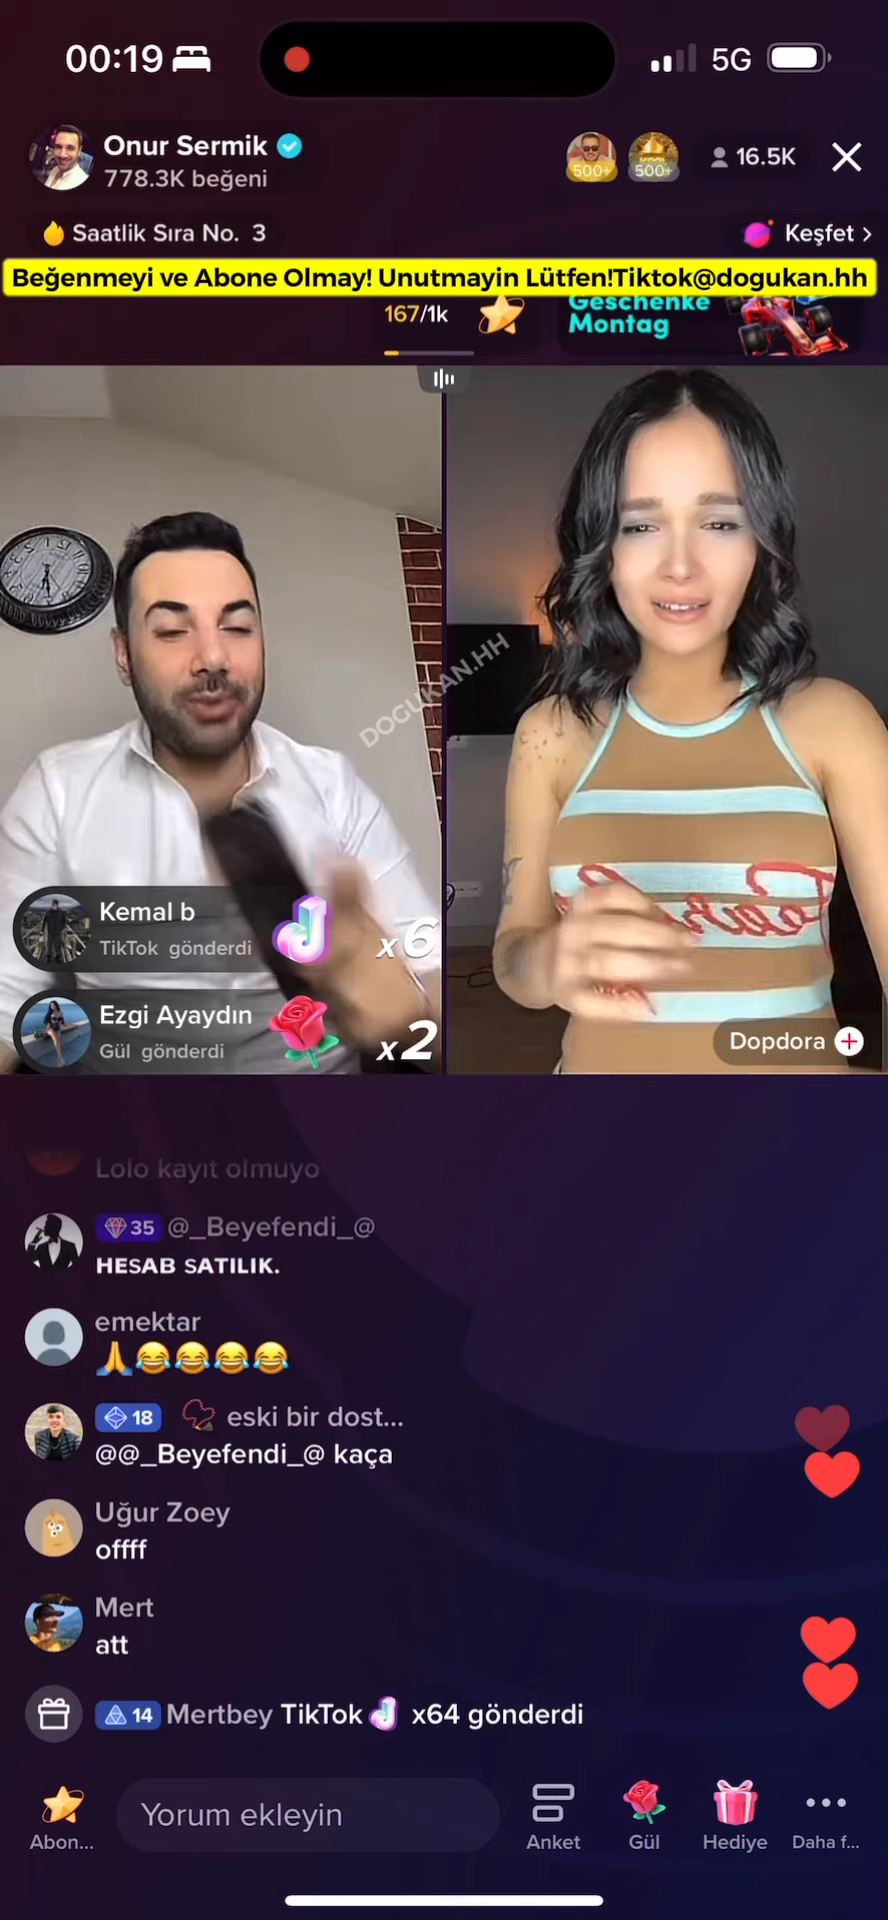 00:19
5G
Onur Sermik
778.3K beğeni
500+
500+
16.5K
Saatlik Sıra No. 3
Keşfet >
Beğenmeyi ve Abone Olmay! Unutmayin Lütfen!Tiktok@dogukan.hh
167/1k
Geschenke
Montag
DOGUKAN.HH
Kemal b
TikTok gönderdi
x6
Ezgi Ayaydın
Gül gönderdi
x2
Dopdora
Lolo kayıt olmuyo
35 @_Beyefendi_@
HESAB SATILIK.
emektar
🙏😂😂😂😂
18 eski bir dost...
@@_Beyefendi_@ kaça
Uğur Zoey
offff
Mert
att
14 Mertbey TikTok x64 gönderdi
Abon...
Yorum ekleyin
Anket
Gül
Hediye
Daha f...